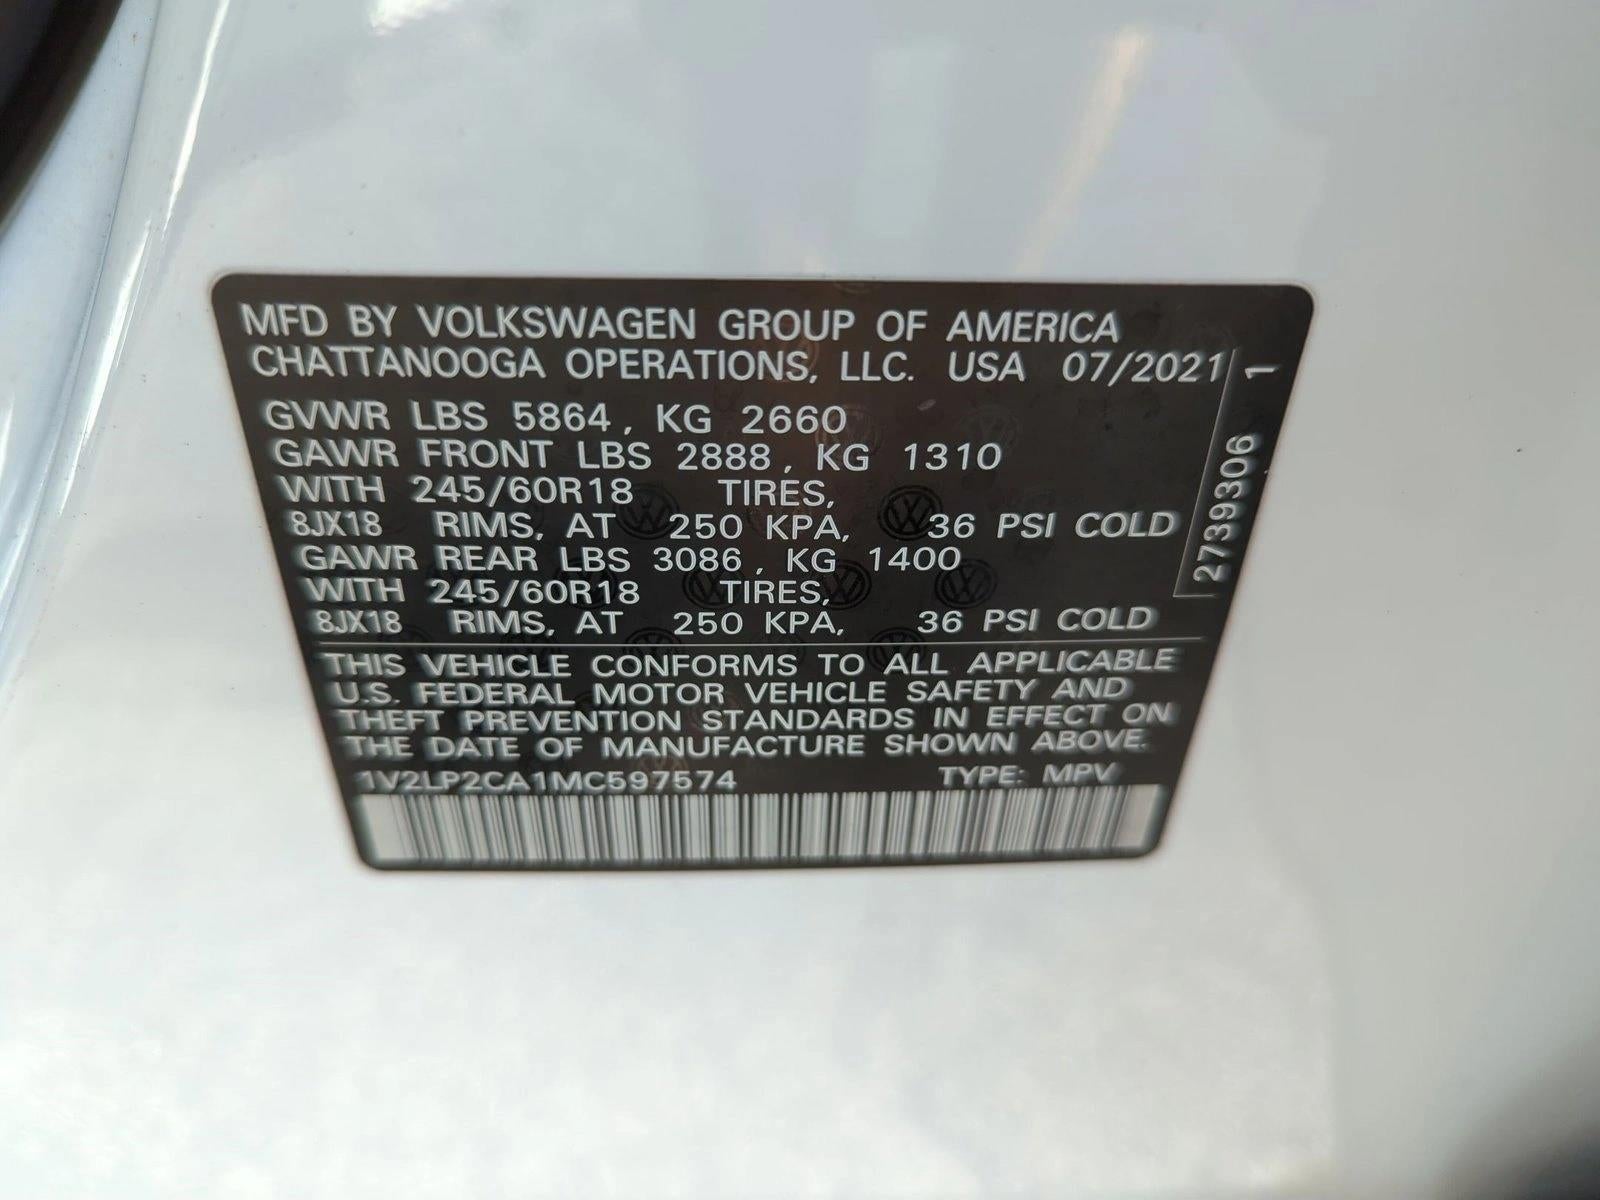 MFD BY VOLKSWAGEN GROUP OF AMERICA
CHATTANOOGA OPERATIONS, LLC. USA 07/2021
GVWR LBS 5864, KG 2660
GAWR FRONT LBS 2888, KG 1310
WITH 245/60R18 TIRES,
8JX18 RIMS, AT 250 KPA, 36 PSI COLD
GAWR REAR LBS 3086, KG 1400
WITH 245/60R18 TIRES,
8JX18 RIMS, AT 250 KPA, 36 PSI COLD
THIS VEHICLE CONFORMS TO ALL APPLICABLE
U.S. FEDERAL MOTOR VEHICLE SAFETY AND
THEFT PREVENTION STANDARDS IN EFFECT ON
THE DATE OF MANUFACTURE SHOWN ABOVE.
1V2LP2CA1MC597574 TYPE: MPV
2739306 1